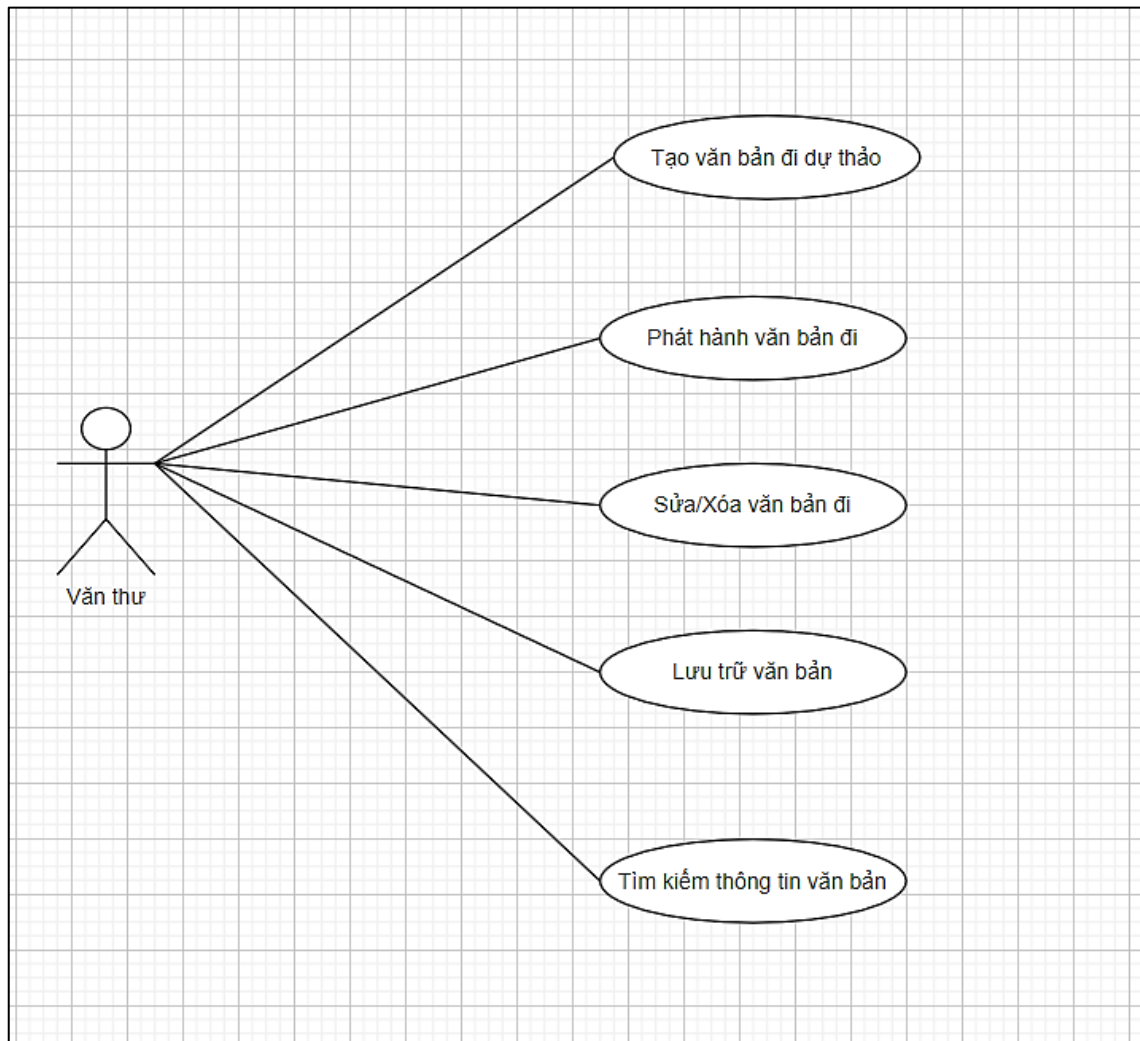 Tạo văn bản đi dự thảo
Phát hành văn bản đi
Sửa/Xóa văn bản đi
Văn thư
Lưu trữ văn bản
Tìm kiếm thông tin văn bản